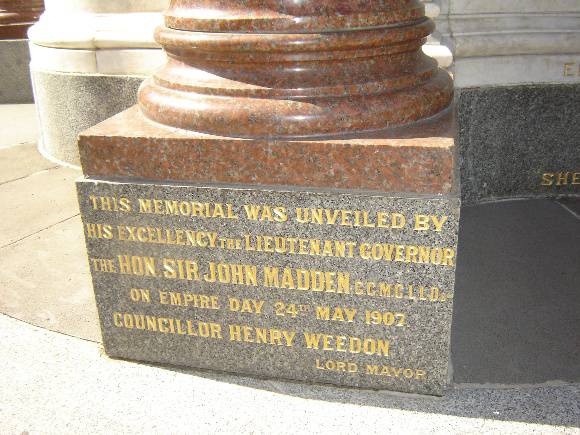 THIS MEMORIAL WAS UNVEILED BY
HIS EXCELLENCY THE LIEUTENANT GOVERNOR
THE HON. SIR JOHN MADDEN G.C.M.G. L.L.D.
ON EMPIRE DAY 24TH MAY 1907.
COUNCILLOR HENRY WEEDON
LORD MAYOR.